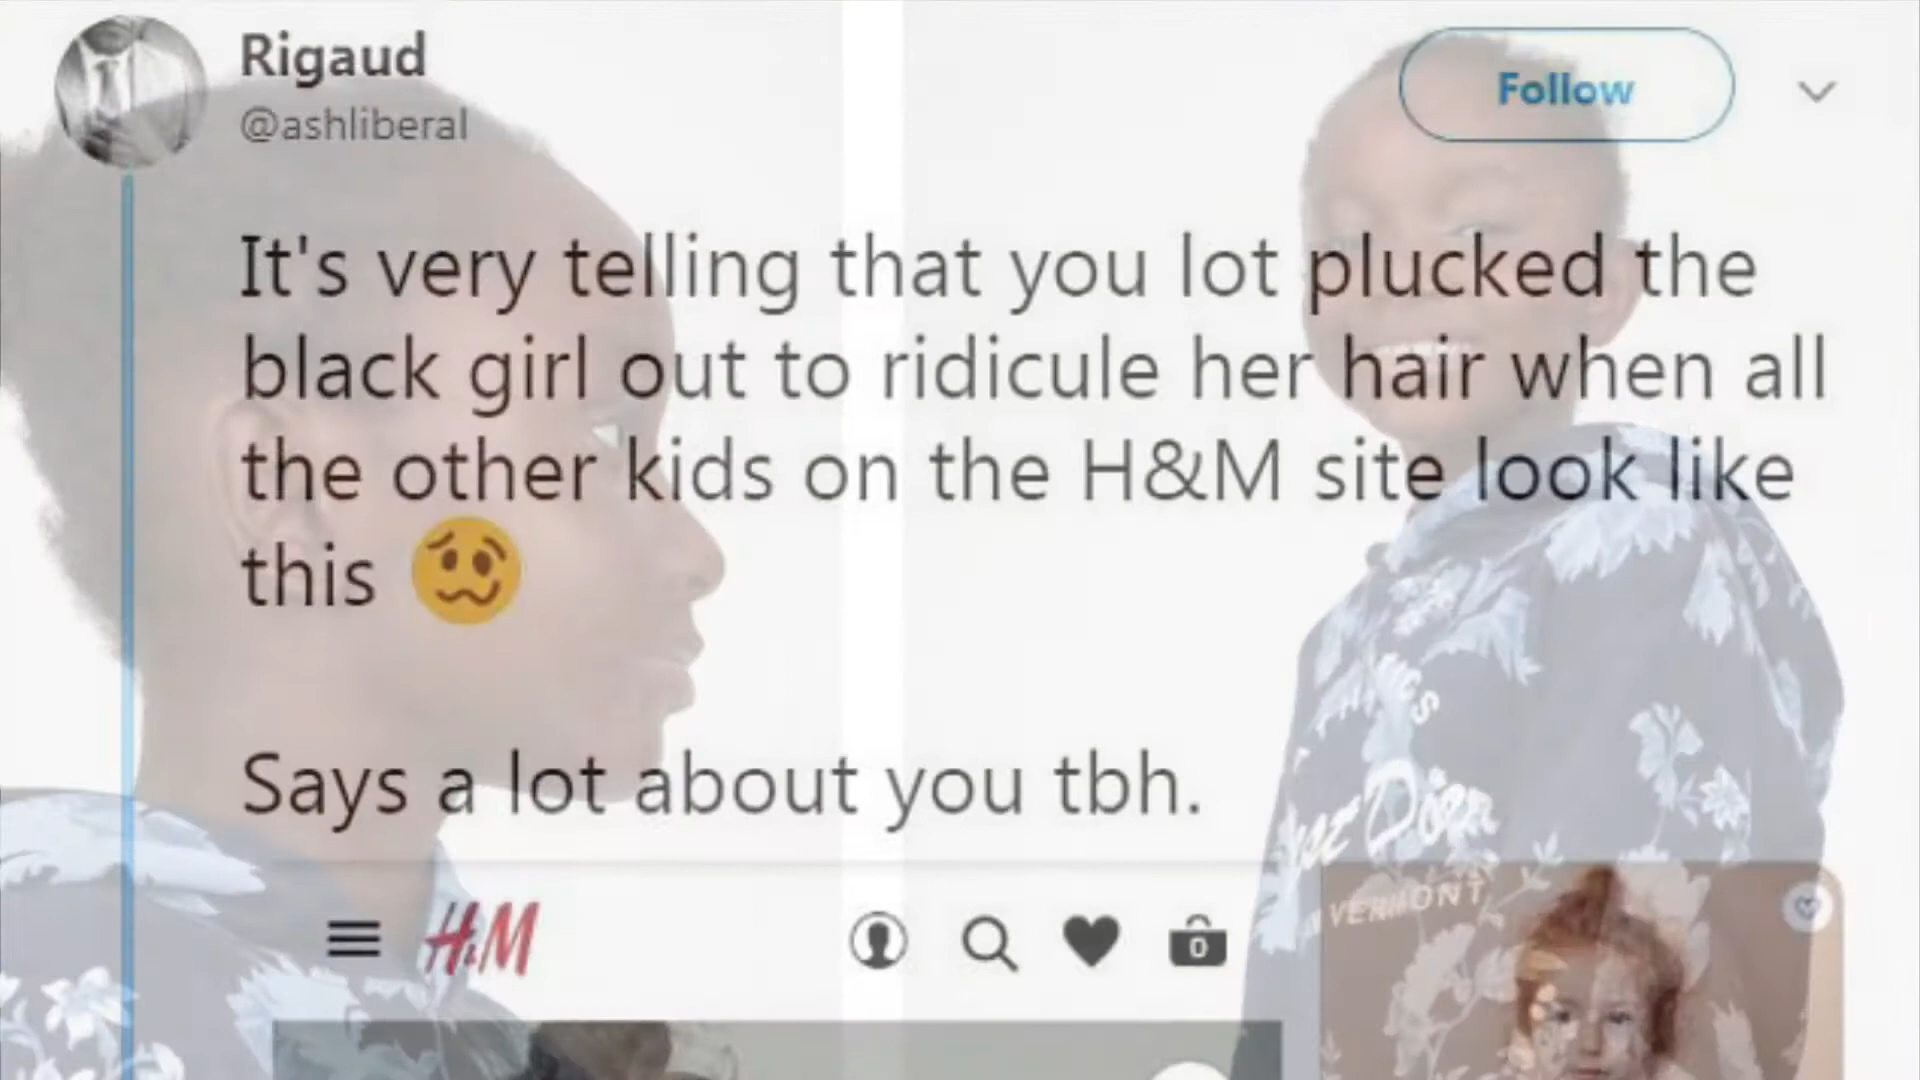 Rigaud
@ashliberal
Follow
It's very telling that you lot plucked the
black girl out to ridicule her hair when all
the other kids on the H&M site look like
this 🥴
Says a lot about you tbh.
H&M
0
VERMONT